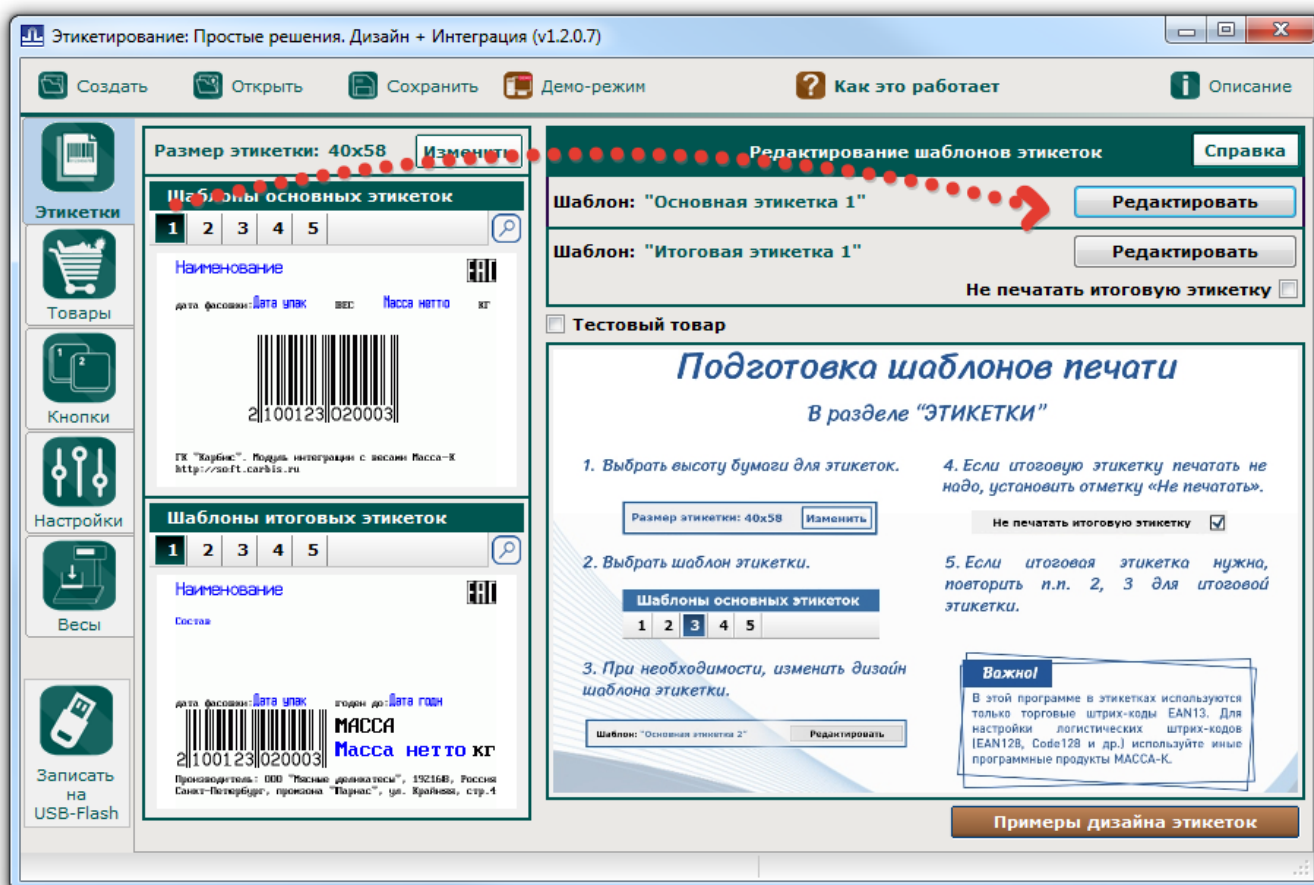 Этикетирование: Простые решения. Дизайн + Интеграция (v1.2.0.7)
Создать Открыть Сохранить Демо-режим Как это работает Описание
Этикетки
Товары
Кнопки
Настройки
Весы
Записать
на
USB-Flash
Размер этикетки: 40x58 Изменить
Шаблоны основных этикеток
1 2 3 4 5
Наименование
дата фасовки: Дата упак вес Масса нетто кг
2 100123 020003
ГК "Карбис". Модуль интеграции с весами Масса-К
http://soft.carbis.ru
Шаблоны итоговых этикеток
1 2 3 4 5
Наименование
Состав
дата фасовки: Дата упак годен до: Дата годн
МАССА
Масса нетто кг
2 100123 020003
Производитель: ООО "Мясные деликатесы", 192168, Россия
Санкт-Петербург, промзона "Парнас", ул. Крайняя, стр.4
Редактирование шаблонов этикеток Справка
Шаблон: "Основная этикетка 1" Редактировать
Шаблон: "Итоговая этикетка 1" Редактировать
Не печатать итоговую этикетку
Тестовый товар
Подготовка шаблонов печати
В разделе "ЭТИКЕТКИ"
1. Выбрать высоту бумаги для этикеток.
Размер этикетки: 40x58 Изменить
2. Выбрать шаблон этикетки.
Шаблоны основных этикеток
1 2 3 4 5
3. При необходимости, изменить дизайн
шаблона этикетки.
Шаблон: "Основная этикетка 2" Редактировать
4. Если итоговую этикетку печатать не
надо, установить отметку «Не печатать».
Не печатать итоговую этикетку
5. Если итоговая этикетка нужна,
повторить п.п. 2, 3 для итоговой
этикетки.
Важно!
В этой программе в этикетках используются
только торговые штрих-коды EAN13. Для
настройки логистических штрих-кодов
(EAN128, Code128 и др.) используйте иные
программные продукты МАССА-К.
Примеры дизайна этикеток